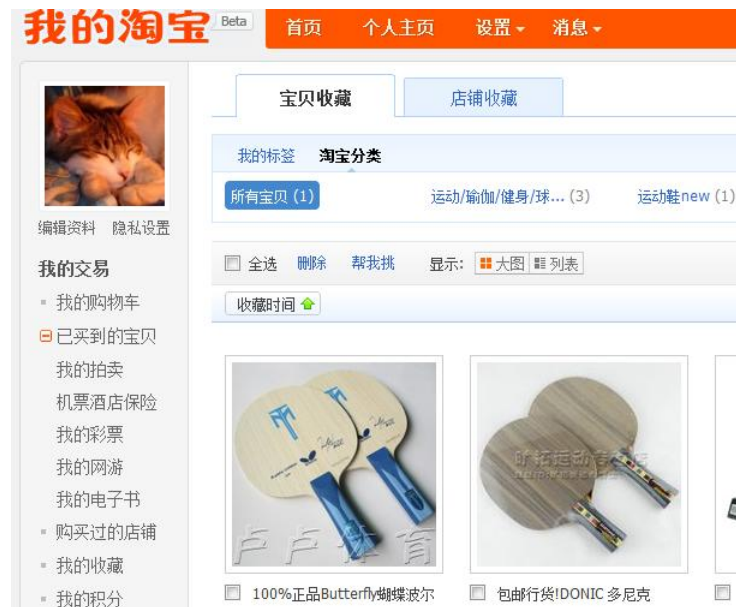 我的淘宝 Beta 首页 个人主页 设置 消息
宝贝收藏 店铺收藏
我的标签 淘宝分类
所有宝贝 (1) 运动/瑜伽/健身/球... (3) 运动鞋new (1)
编辑资料 隐私设置
全选 删除 帮我挑 显示: 大图 列表
我的交易
收藏时间
我的购物车
已买到的宝贝
我的拍卖
机票酒店保险
我的彩票
我的网游
我的电子书
购买过的店铺
我的收藏
我的积分
卢卢体育
100%正品Butterfly蝴蝶波尔 包邮行货!DONIC 多尼克